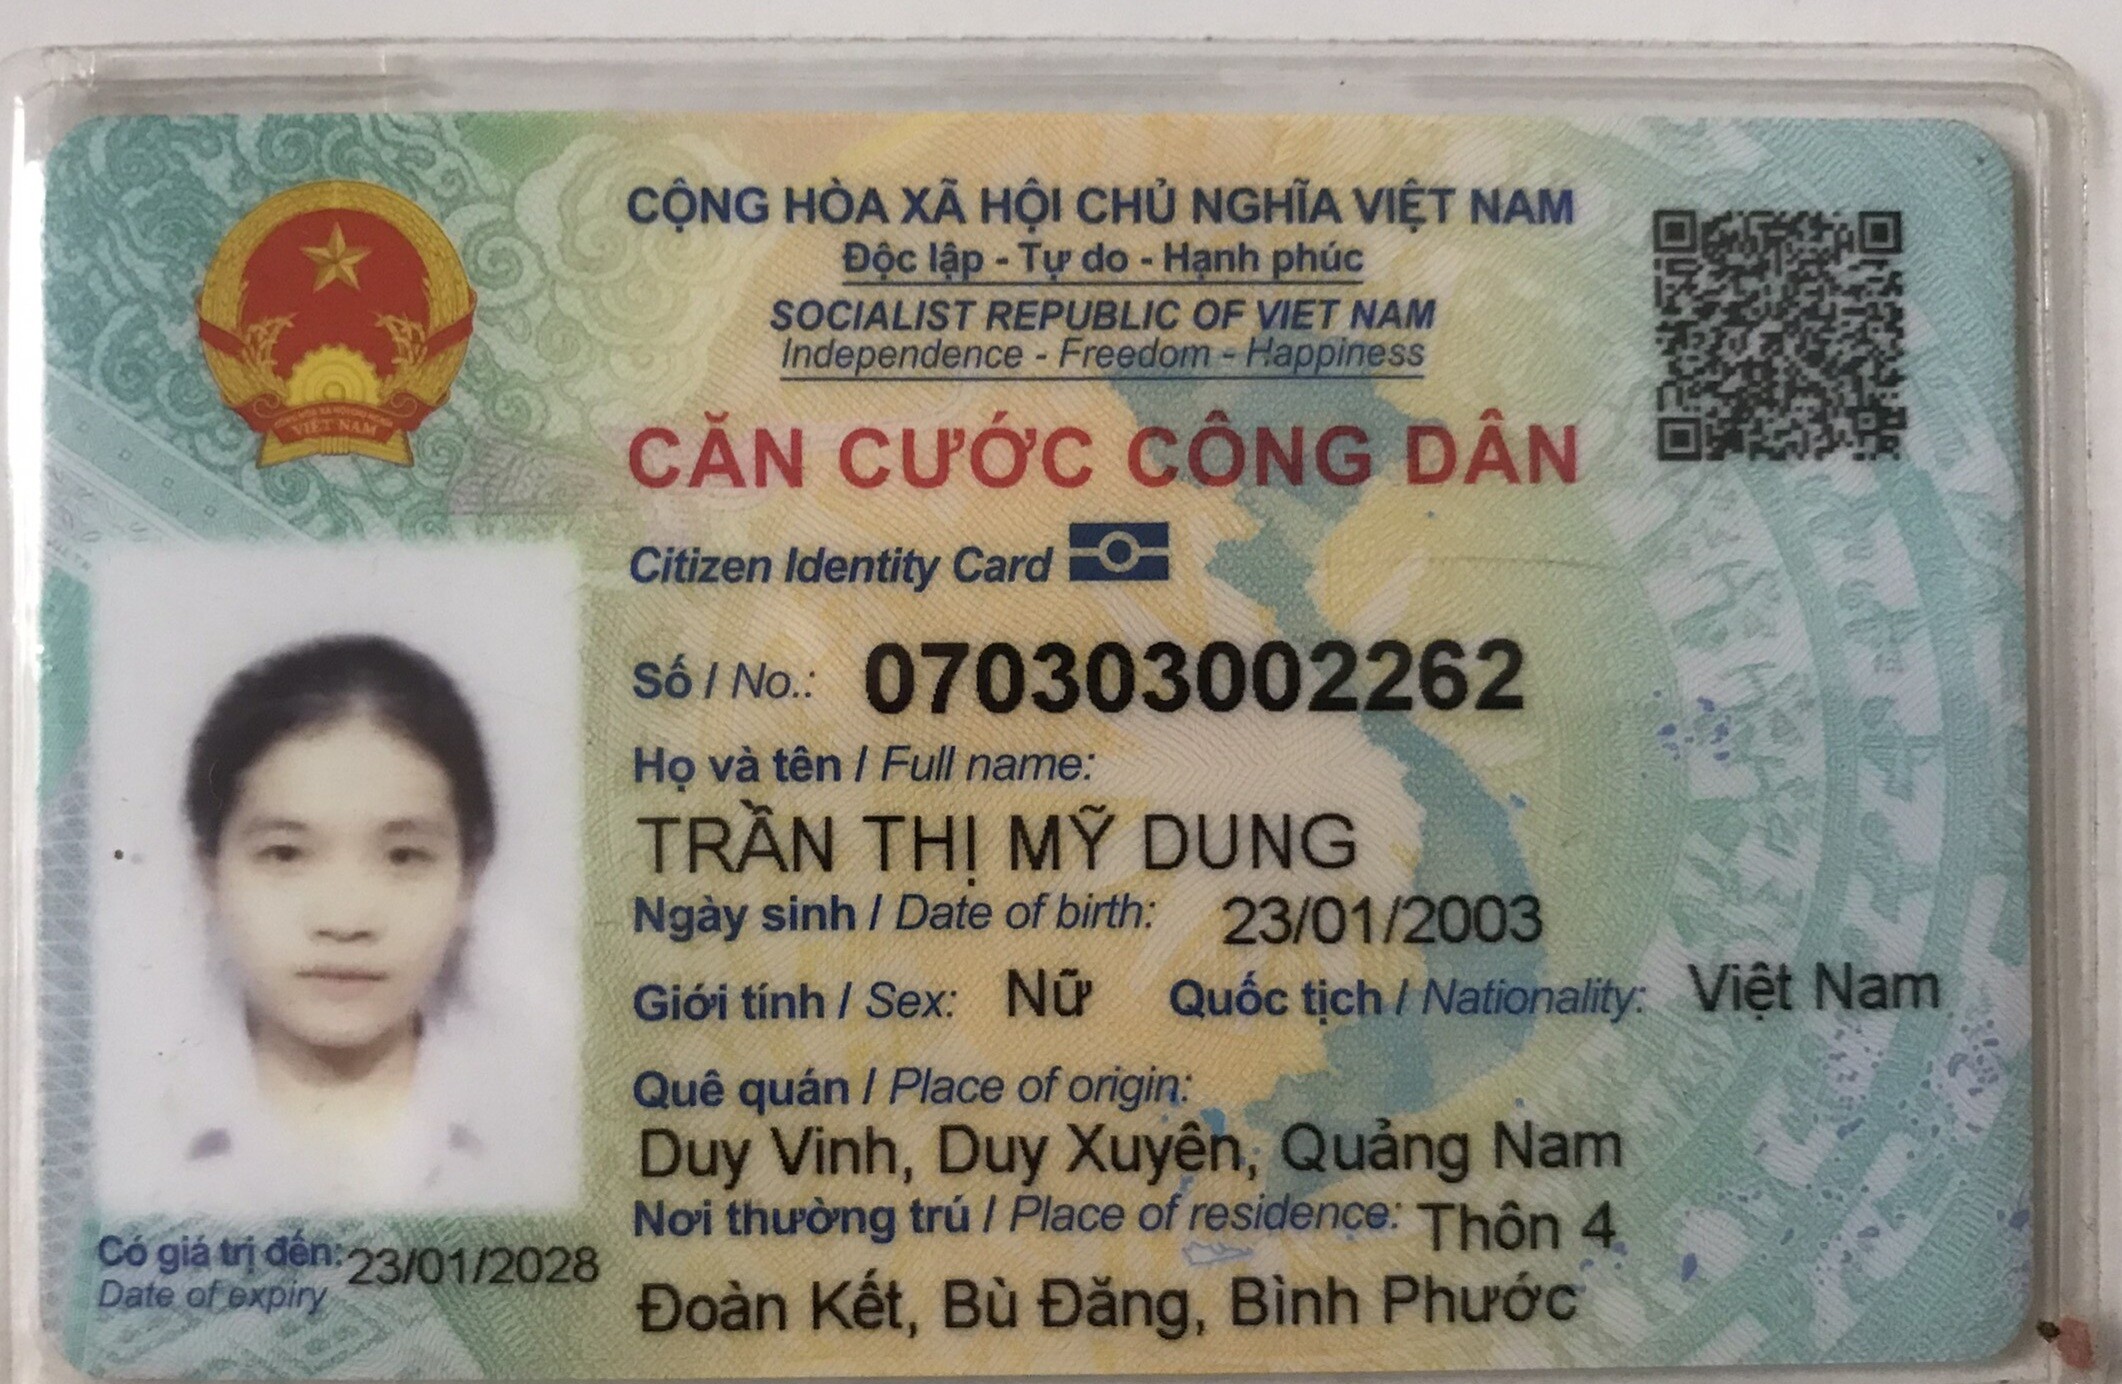 CỘNG HÒA XÃ HỘI CHỦ NGHĨA VIỆT NAM
Độc lập - Tự do - Hạnh phúc
SOCIALIST REPUBLIC OF VIET NAM
Independence - Freedom - Happiness
VIỆT NAM
CĂN CƯỚC CÔNG DÂN
Citizen Identity Card
Số / No.: 070303002262
Họ và tên / Full name:
TRẦN THỊ MỸ DUNG
Ngày sinh / Date of birth: 23/01/2003
Giới tính / Sex: Nữ Quốc tịch / Nationality: Việt Nam
Quê quán / Place of origin:
Duy Vinh, Duy Xuyên, Quảng Nam
Nơi thường trú / Place of residence: Thôn 4
Đoàn Kết, Bù Đăng, Bình Phước
Có giá trị đến: 23/01/2028
Date of expiry